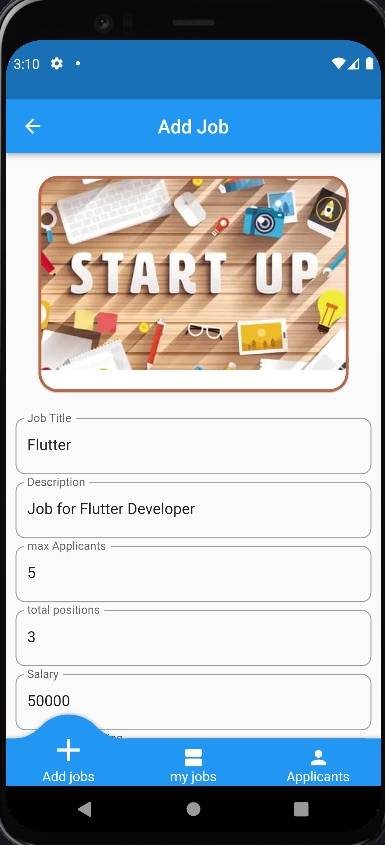 3:10
Add Job
START UP
Job Title
Flutter
Description
Job for Flutter Developer
max Applicants
5
total positions
3
Salary
50000
Add jobs
my jobs
Applicants